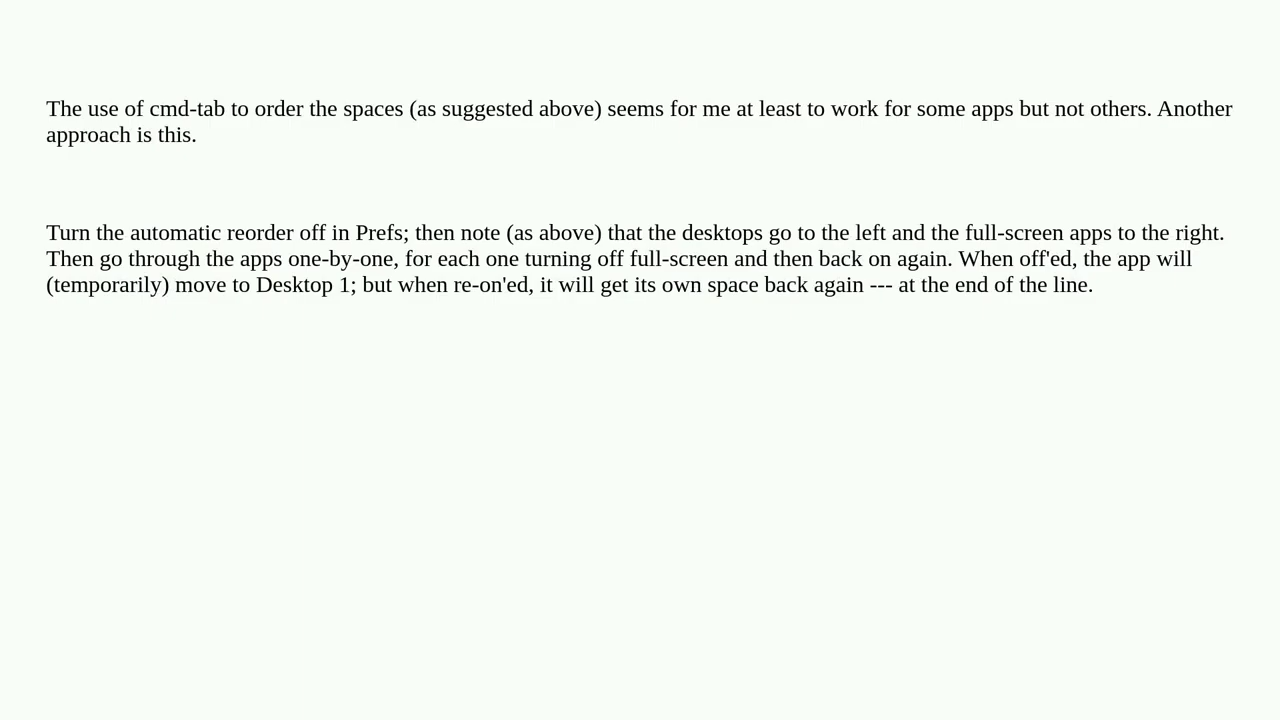 The use of cmd-tab to order the spaces (as suggested above) seems for me at least to work for some apps but not others. Another
approach is this.
Turn the automatic reorder off in Prefs; then note (as above) that the desktops go to the left and the full-screen apps to the right.
Then go through the apps one-by-one, for each one turning off full-screen and then back on again. When off'ed, the app will
(temporarily) move to Desktop 1; but when re-on'ed, it will get its own space back again --- at the end of the line.